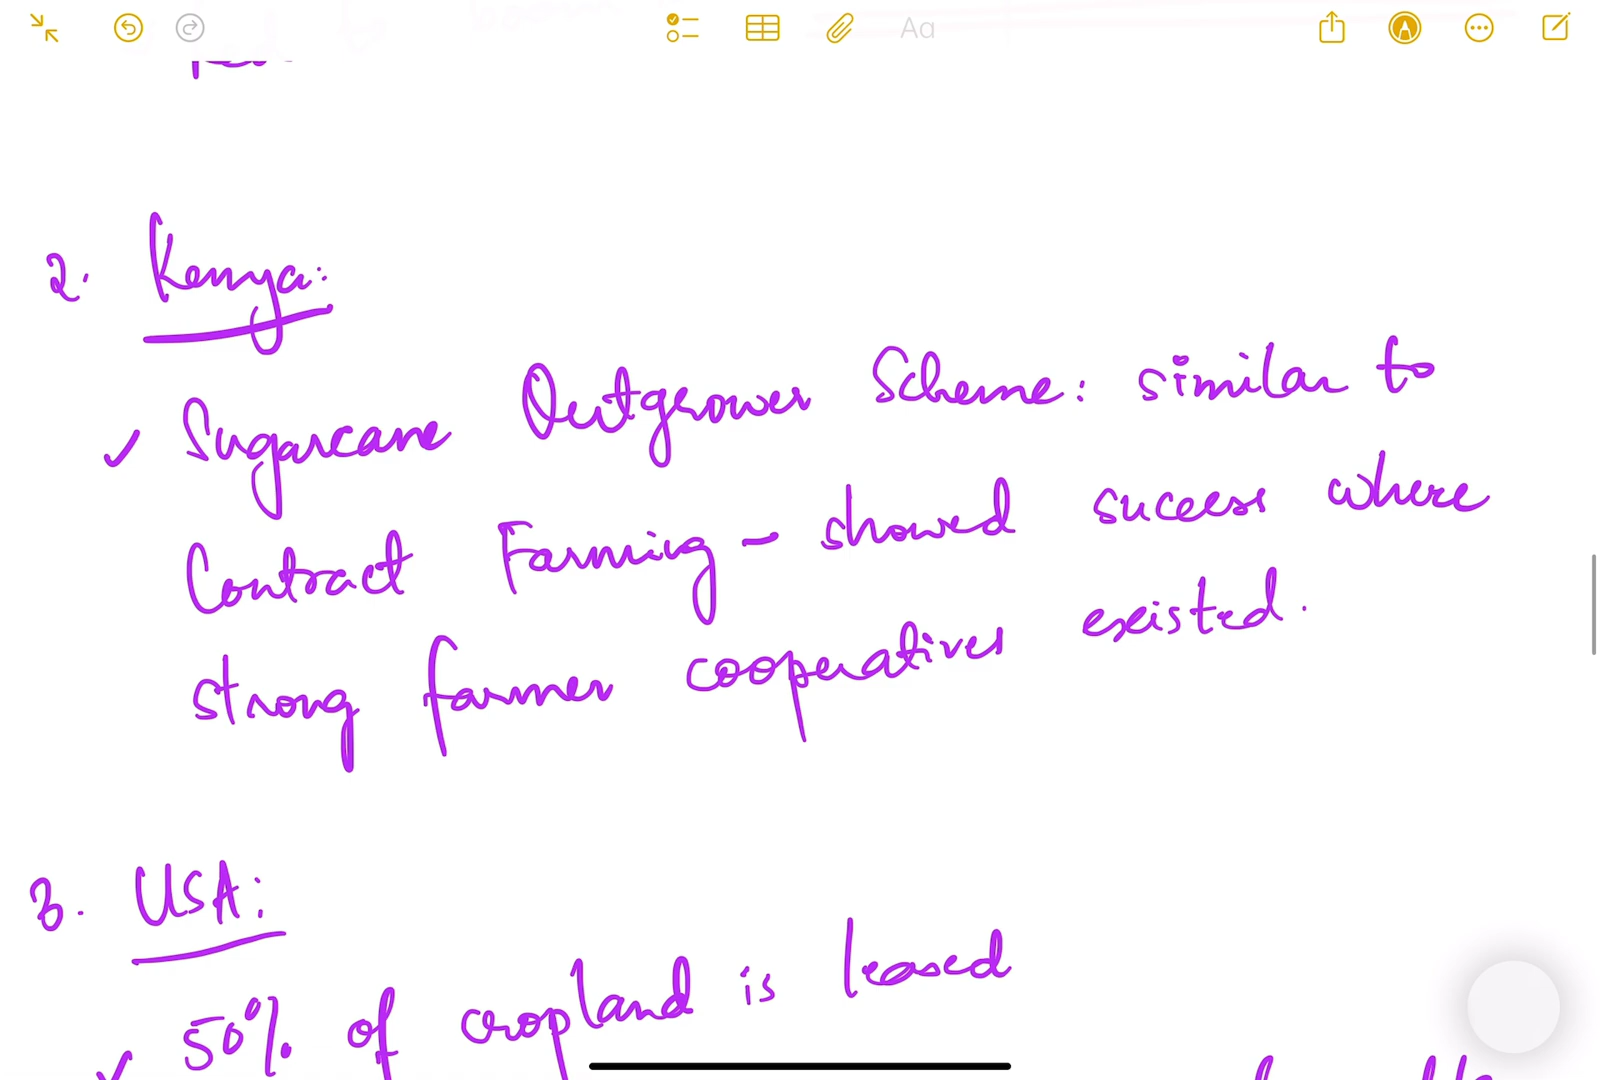 Aa
2. Kenya:
✓ Sugarcane Outgrower Scheme: similar to
Contract Farming - showed success where
strong farmer cooperatives existed.
3. USA:
✓ 50% of cropland is leased